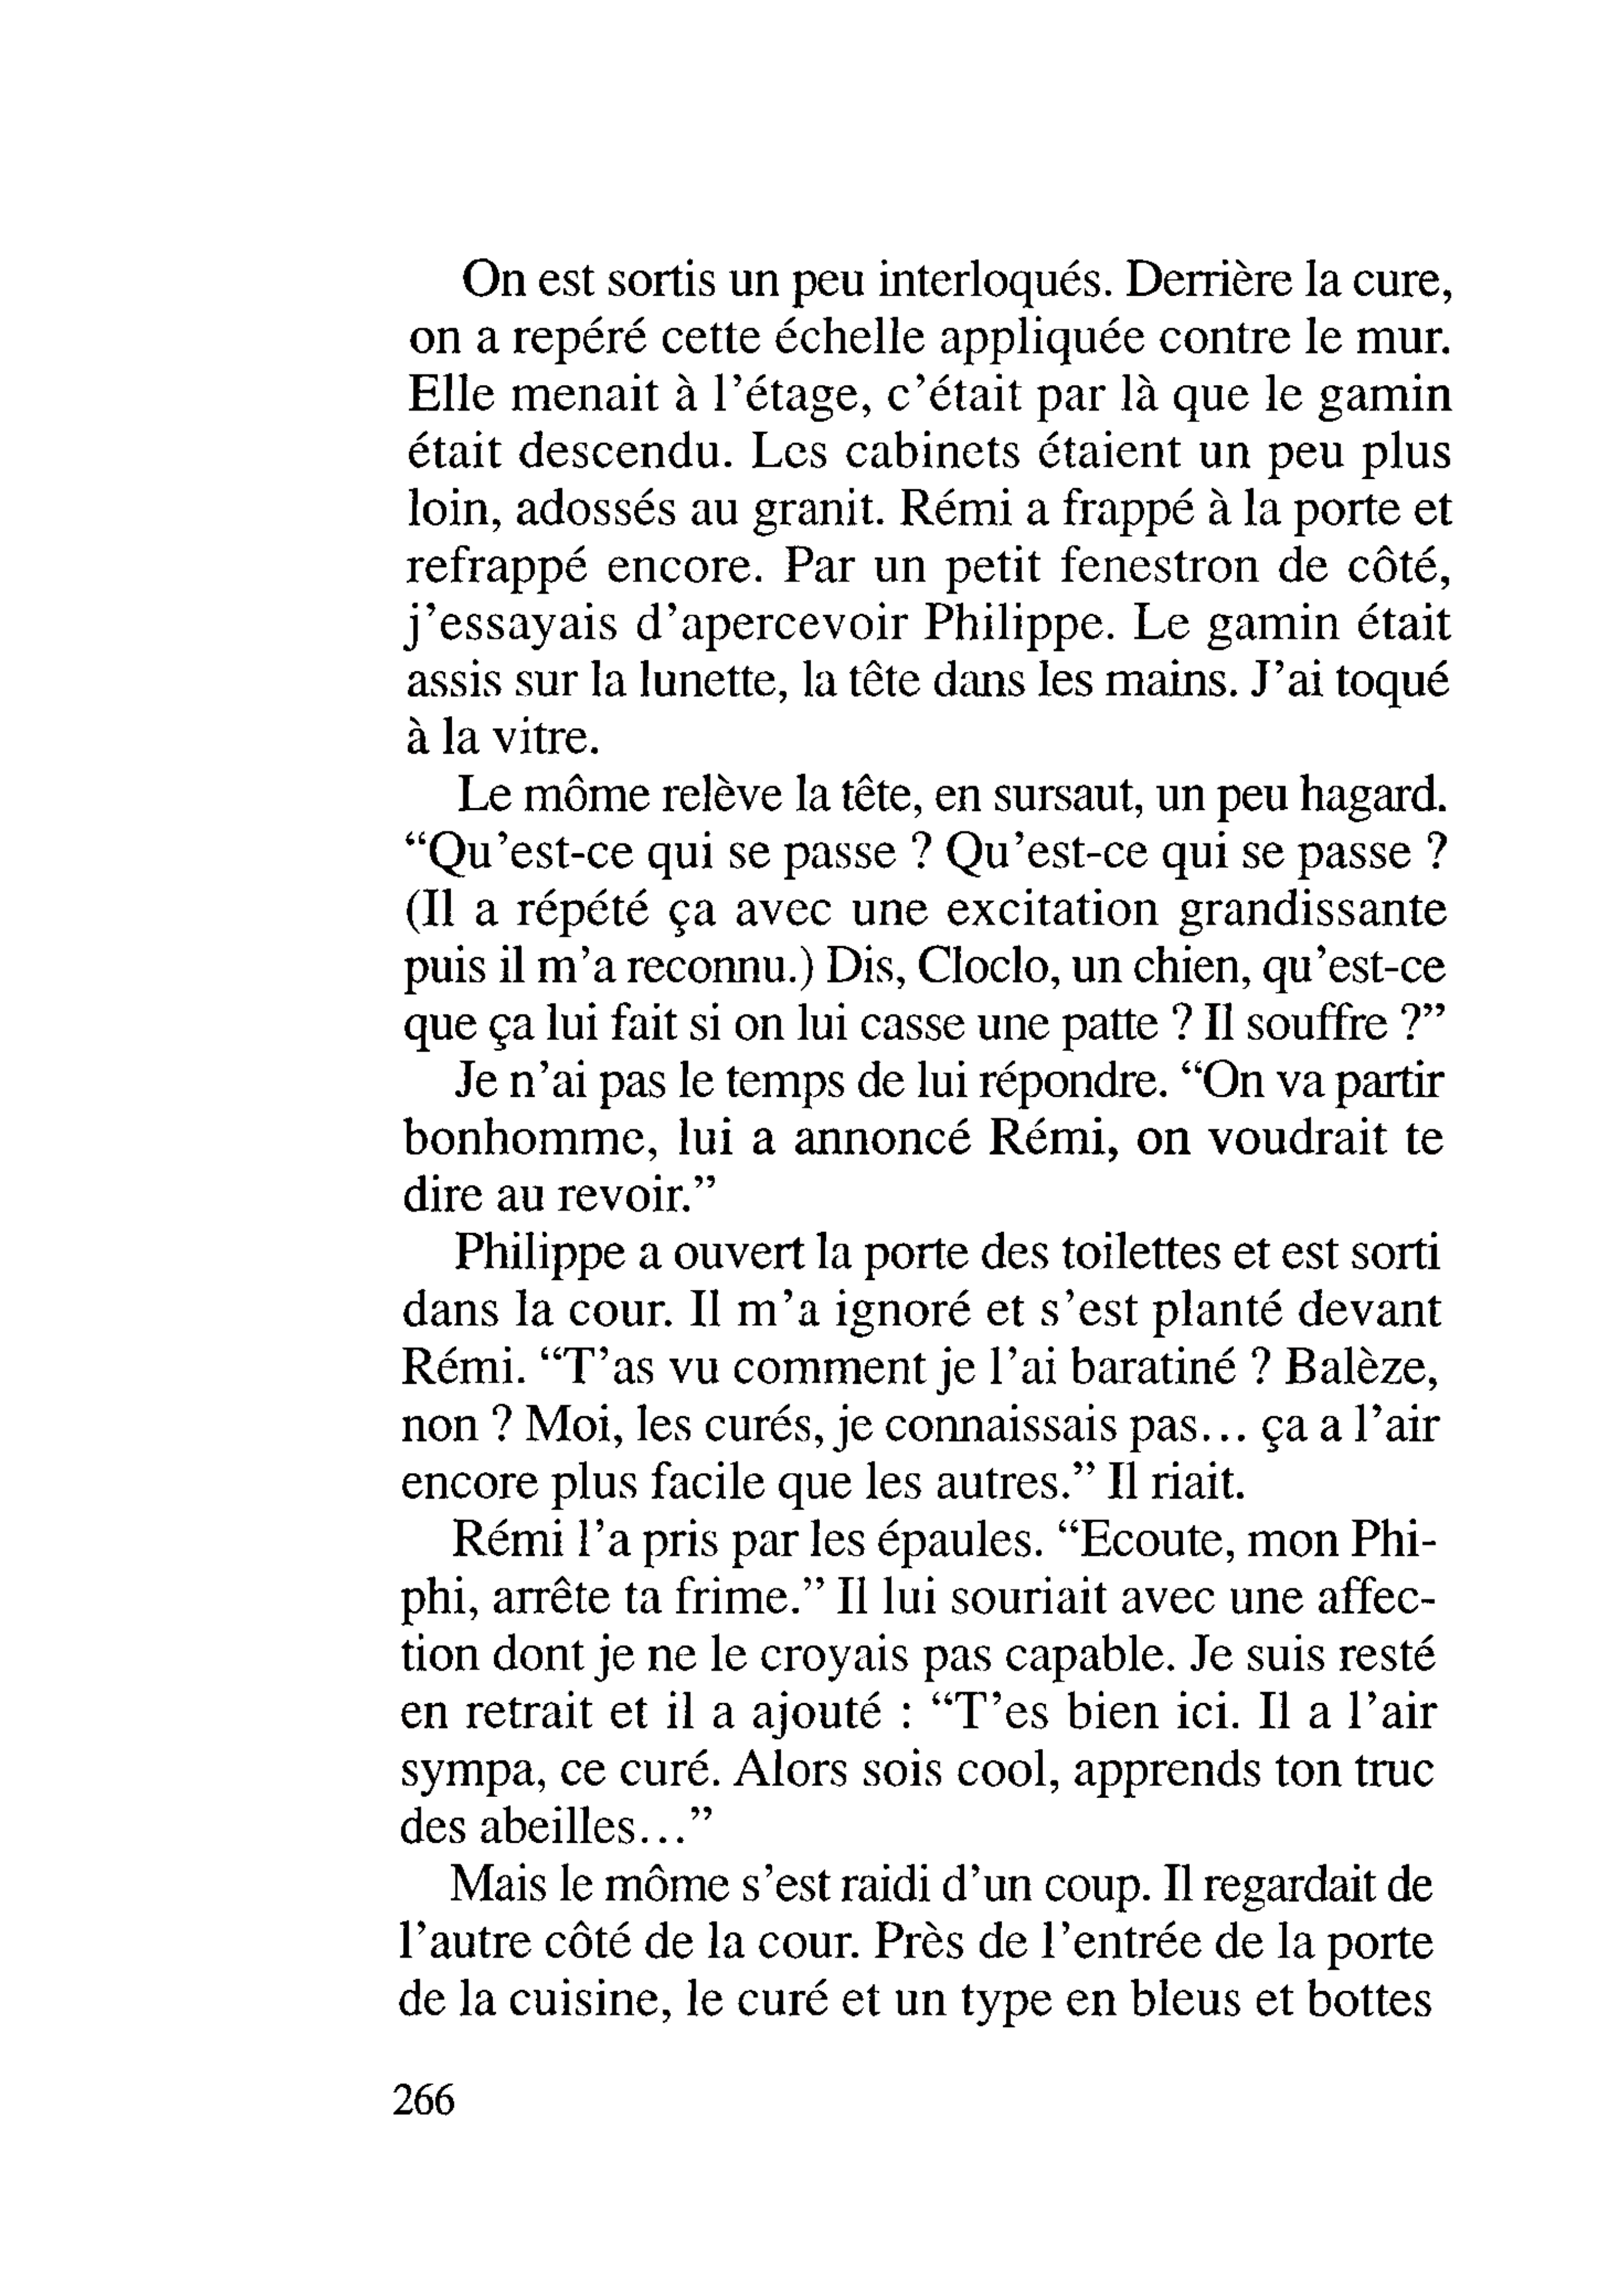 On est sortis un peu interloqués. Derrière la cure,
on a repéré cette échelle appliquée contre le mur.
Elle menait à l'étage, c'était par là que le gamin
était descendu. Les cabinets étaient un peu plus
loin, adossés au granit. Rémi a frappé à la porte et
refrappé encore. Par un petit fenestron de côté,
j'essayais d'apercevoir Philippe. Le gamin était
assis sur la lunette, la tête dans les mains. J'ai toqué
à la vitre.
Le môme relève la tête, en sursaut, un peu hagard.
“Qu'est-ce qui se passe ? Qu'est-ce qui se passe ?
(Il a répété ça avec une excitation grandissante
puis il m'a reconnu.) Dis, Cloclo, un chien, qu'est-ce
que ça lui fait si on lui casse une patte ? Il souffre ?”
Je n'ai pas le temps de lui répondre. “On va partir
bonhomme, lui a annoncé Rémi, on voudrait te
dire au revoir.”
Philippe a ouvert la porte des toilettes et est sorti
dans la cour. Il m'a ignoré et s'est planté devant
Rémi. “T'as vu comment je l'ai baratiné ? Balèze,
non ? Moi, les curés, je connaissais pas... ça a l'air
encore plus facile que les autres.” Il riait.
Rémi l'a pris par les épaules. “Ecoute, mon Phi-
phi, arrête ta frime.” Il lui souriait avec une affec-
tion dont je ne le croyais pas capable. Je suis resté
en retrait et il a ajouté : “T'es bien ici. Il a l'air
sympa, ce curé. Alors sois cool, apprends ton truc
des abeilles...”
Mais le môme s'est raidi d'un coup. Il regardait de
l'autre côté de la cour. Près de l'entrée de la porte
de la cuisine, le curé et un type en bleus et bottes
266